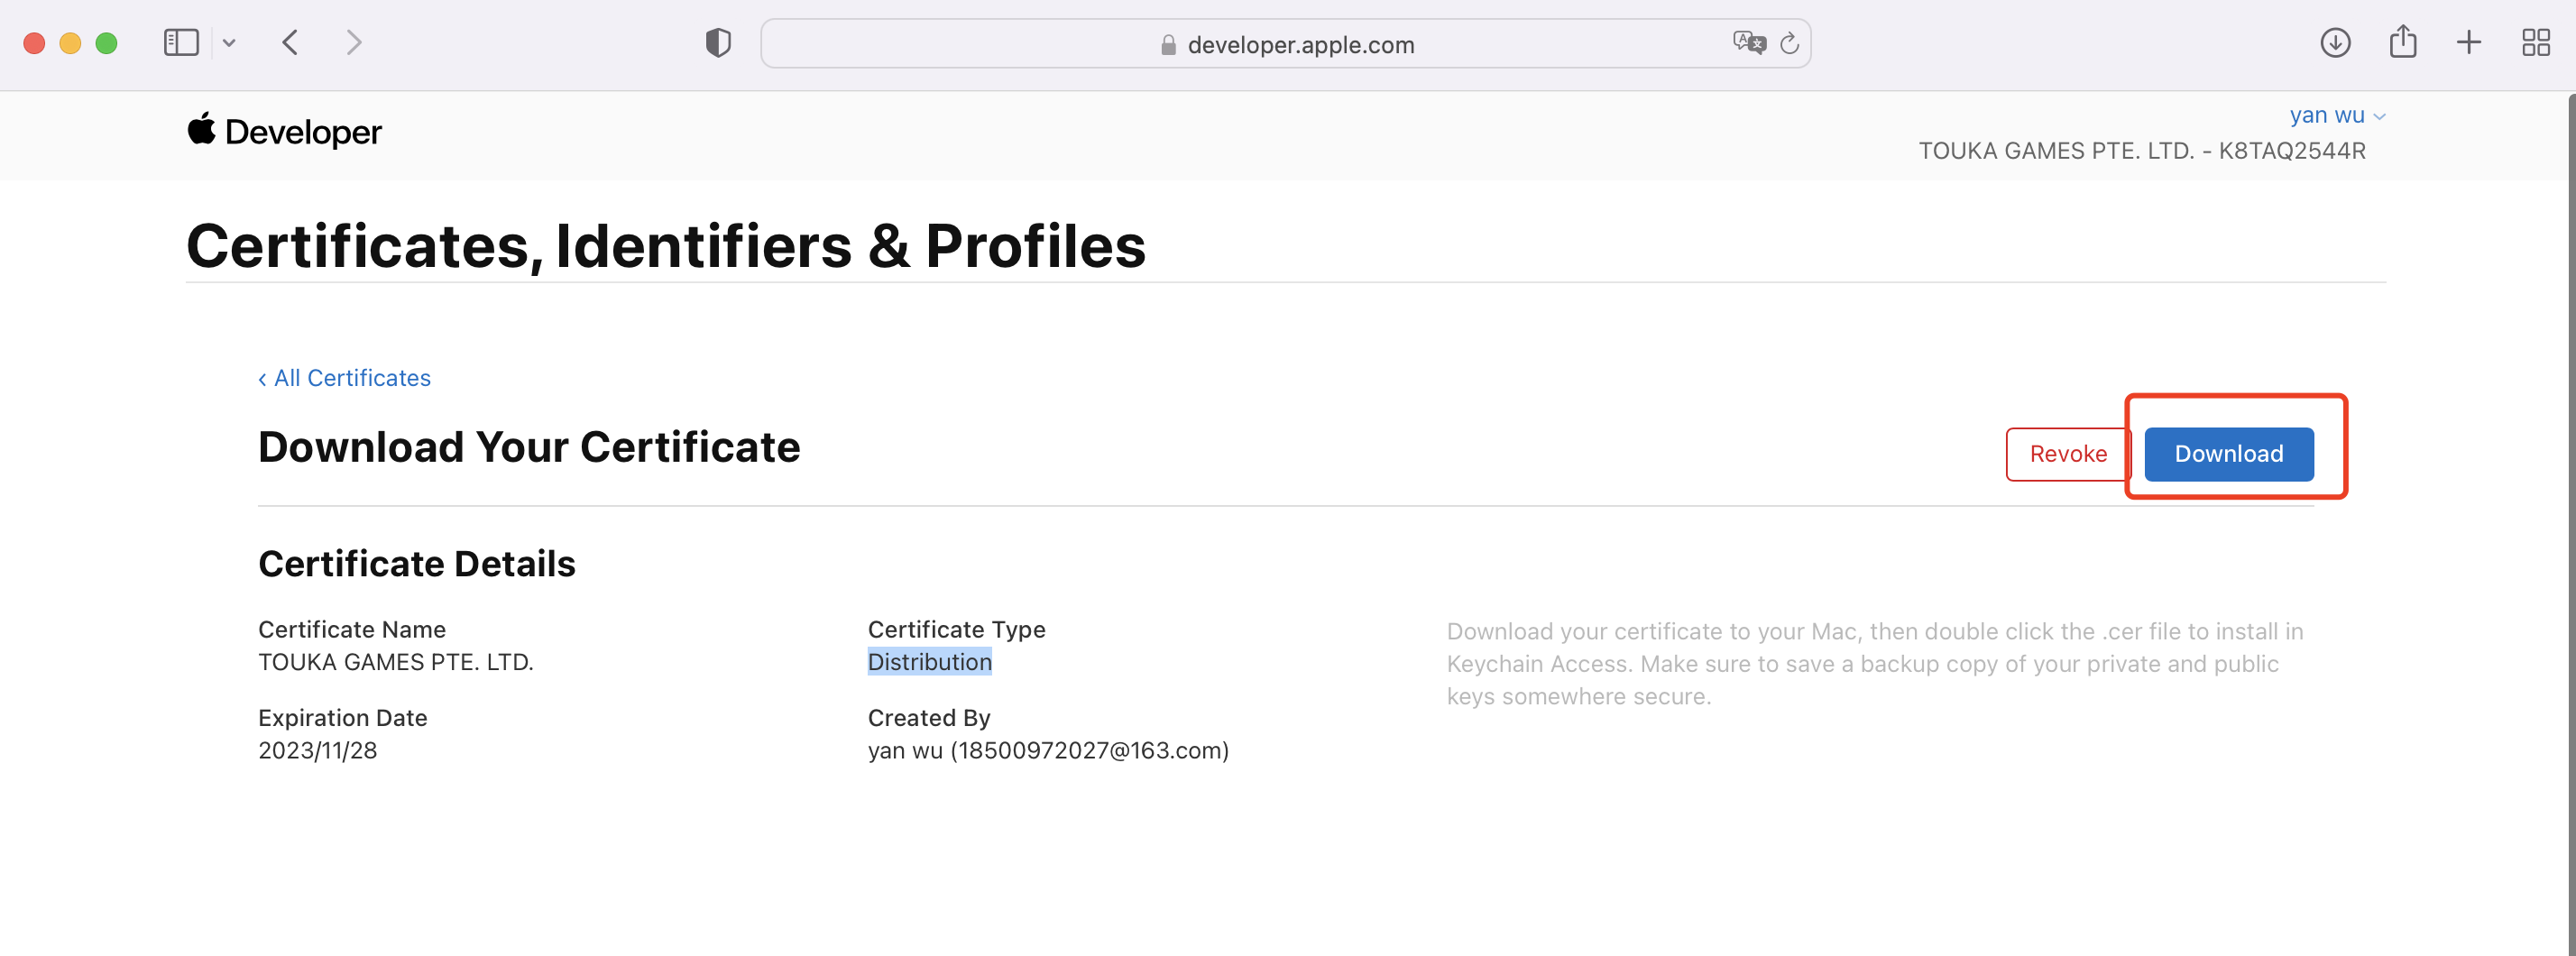 developer.apple.com
Developer
yan wu
TOUKA GAMES PTE. LTD. - K8TAQ2544R
Certificates, Identifiers & Profiles
‹ All Certificates
Download Your Certificate
Revoke
Download
Certificate Details
Certificate Name
TOUKA GAMES PTE. LTD.
Certificate Type
Distribution
Download your certificate to your Mac, then double click the .cer file to install in
Keychain Access. Make sure to save a backup copy of your private and public
keys somewhere secure.
Expiration Date
2023/11/28
Created By
yan wu (18500972027@163.com)